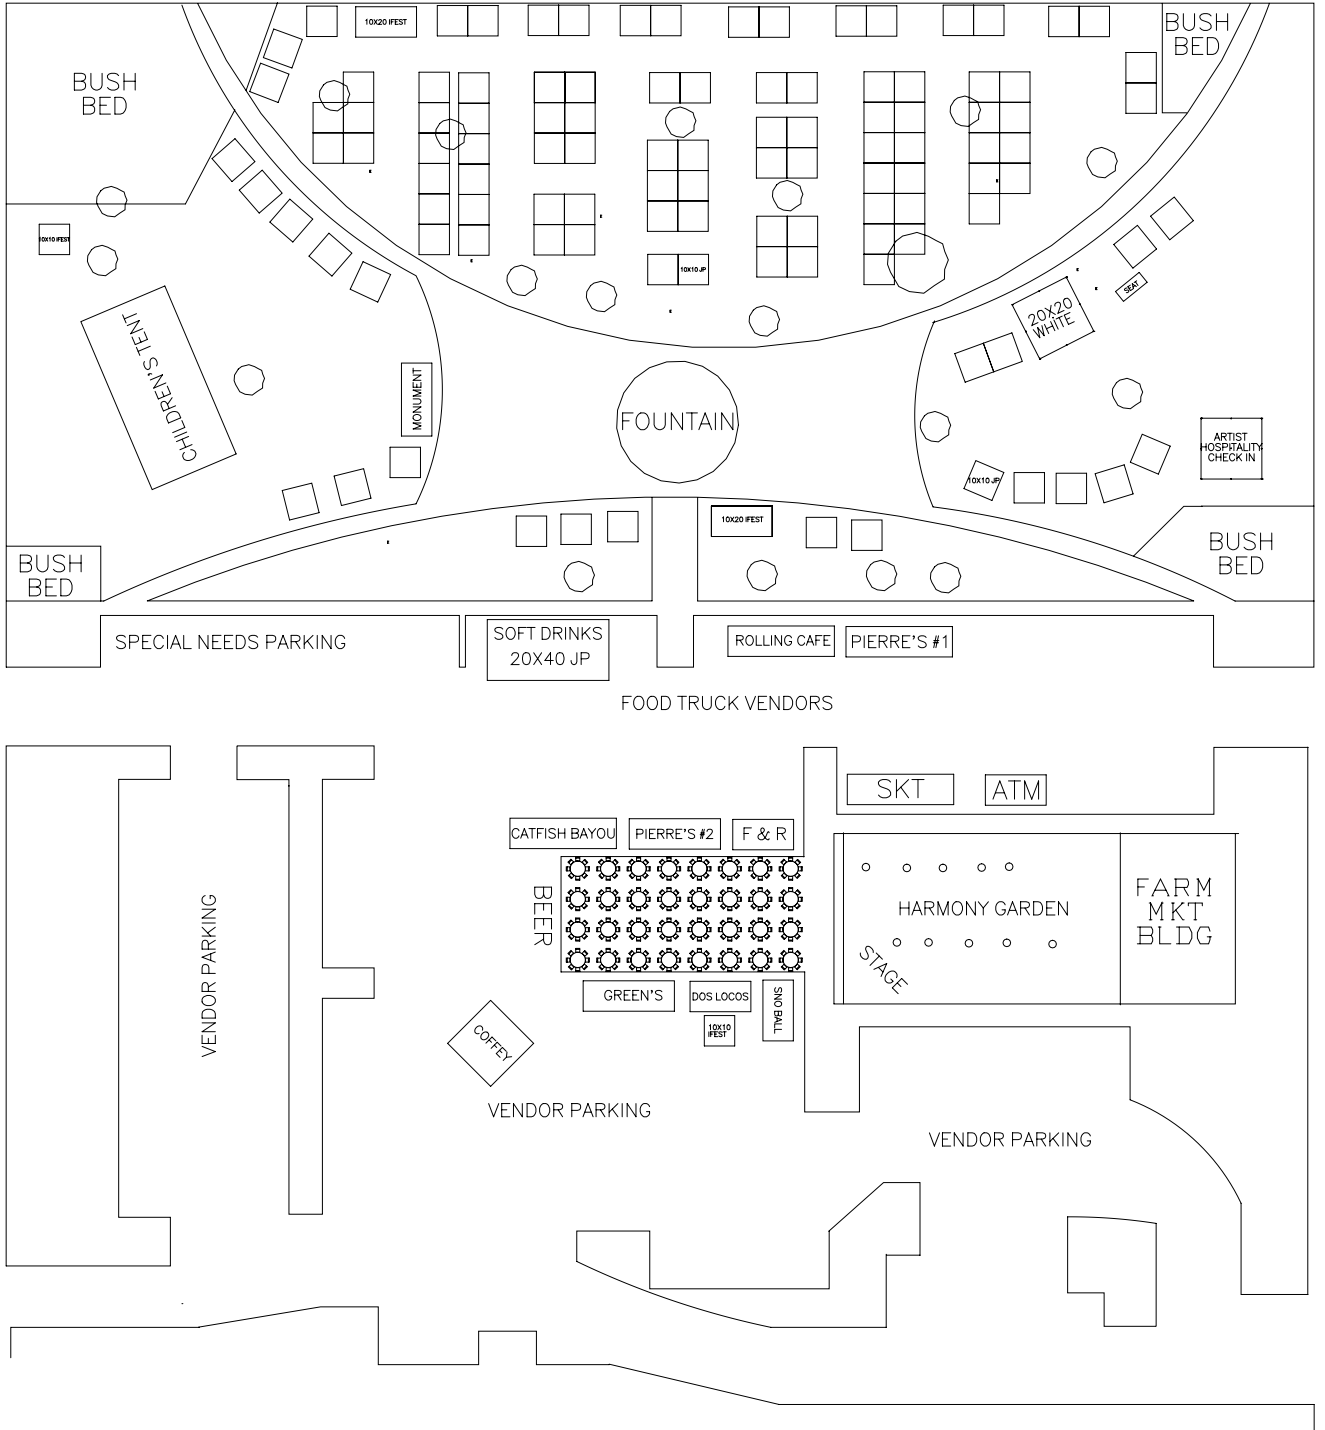 10X20 IFEST
BUSH
BED
BUSH
BED
10X10 IFEST
10X10 JP
SEAT
20X20
WHITE
CHILDREN'S TENT
MONUMENT
FOUNTAIN
ARTIST
HOSPITALITY
CHECK IN
10X10 JP
10X20 IFEST
BUSH
BED
BUSH
BED
SPECIAL NEEDS PARKING
SOFT DRINKS
20X40 JP
ROLLING CAFE
PIERRE'S #1
FOOD TRUCK VENDORS
SKT
ATM
CATFISH BAYOU
PIERRE'S #2
F & R
BEER
VENDOR PARKING
HARMONY GARDEN
STAGE
FARM
MKT
BLDG
GREEN'S
DOS LOCOS
SNO BALL
10X10
IFEST
COFFEY
VENDOR PARKING
VENDOR PARKING